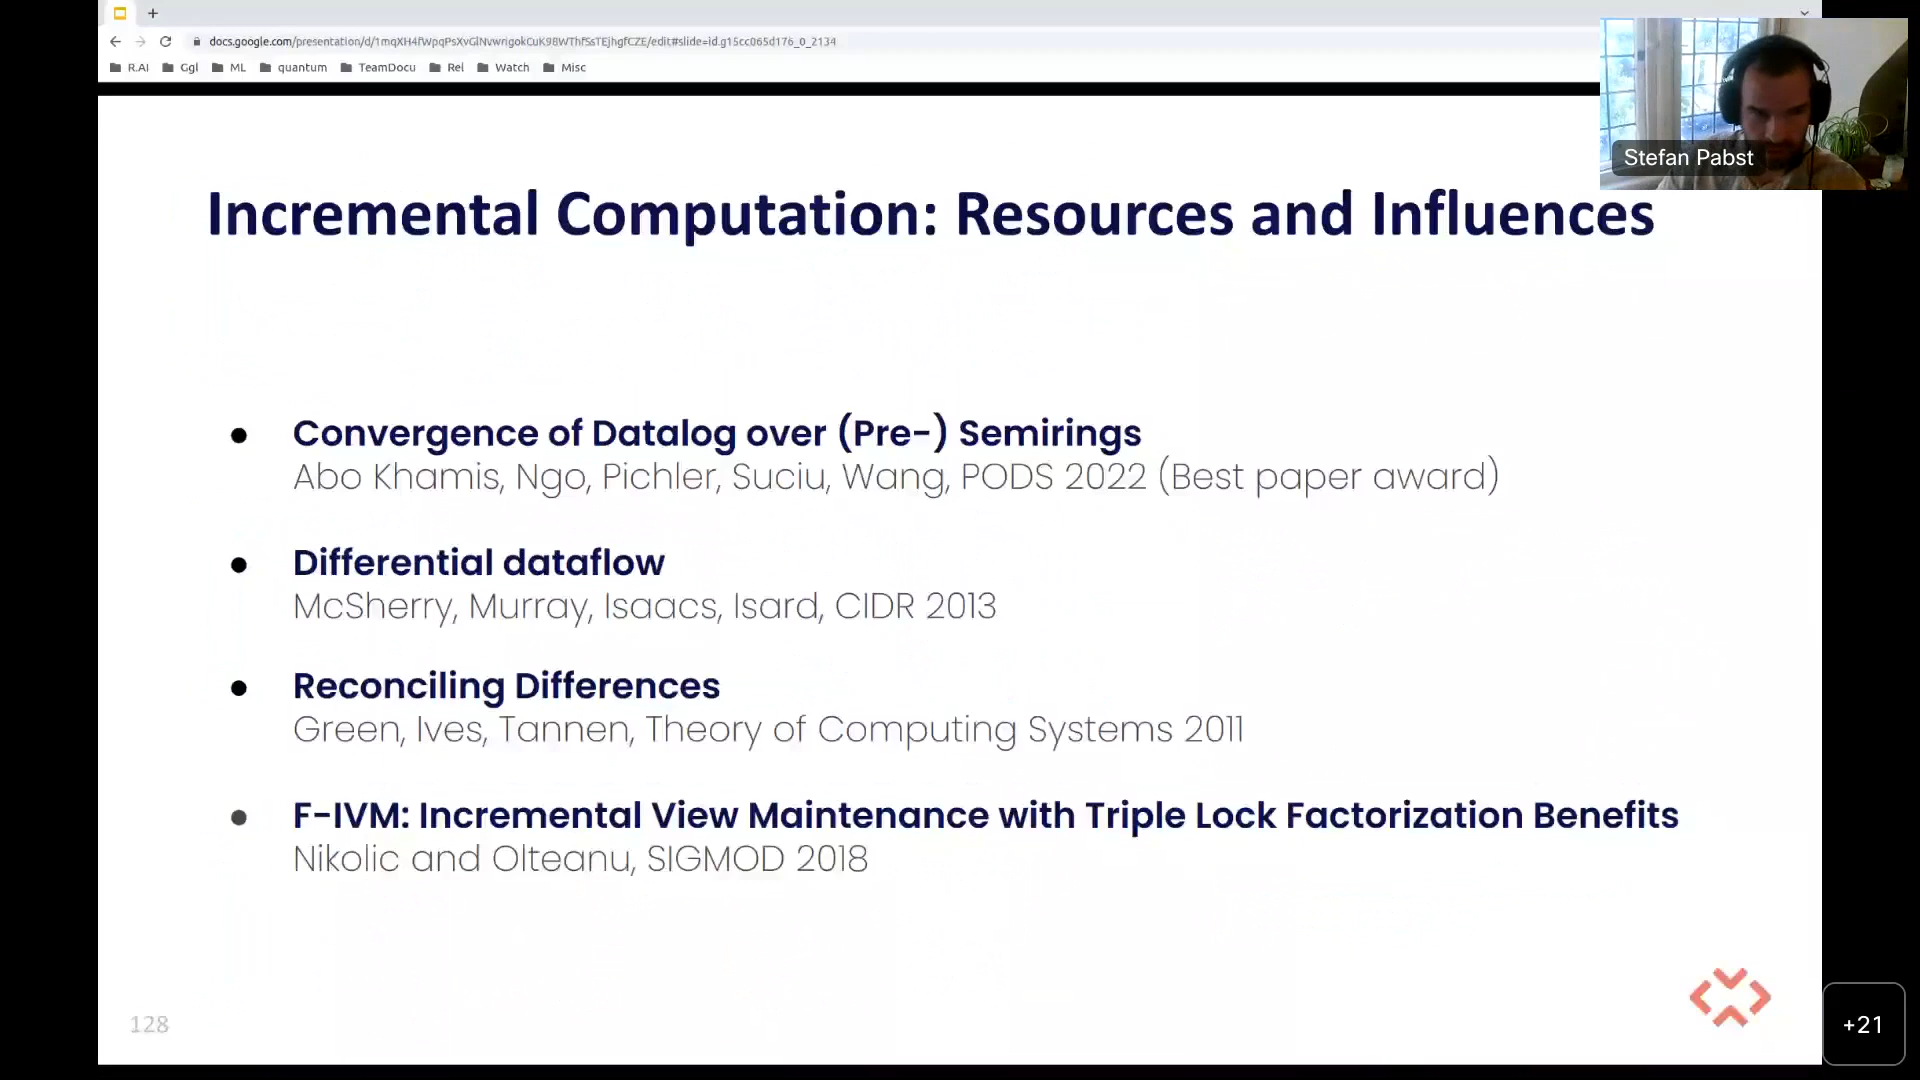 +
docs.google.com/presentation/d/1mqXH4fWpqPsXvGlNvwrigokCuK98WThfSsTEjhgfCZE/edit#slide=id.g15cc065d176_0_2134
R.AI Ggl ML quantum TeamDocu Rel Watch Misc
Stefan Pabst
Incremental Computation: Resources and Influences
● Convergence of Datalog over (Pre-) Semirings
Abo Khamis, Ngo, Pichler, Suciu, Wang, PODS 2022 (Best paper award)
● Differential dataflow
McSherry, Murray, Isaacs, Isard, CIDR 2013
● Reconciling Differences
Green, Ives, Tannen, Theory of Computing Systems 2011
● F-IVM: Incremental View Maintenance with Triple Lock Factorization Benefits
Nikolic and Olteanu, SIGMOD 2018
128
+21